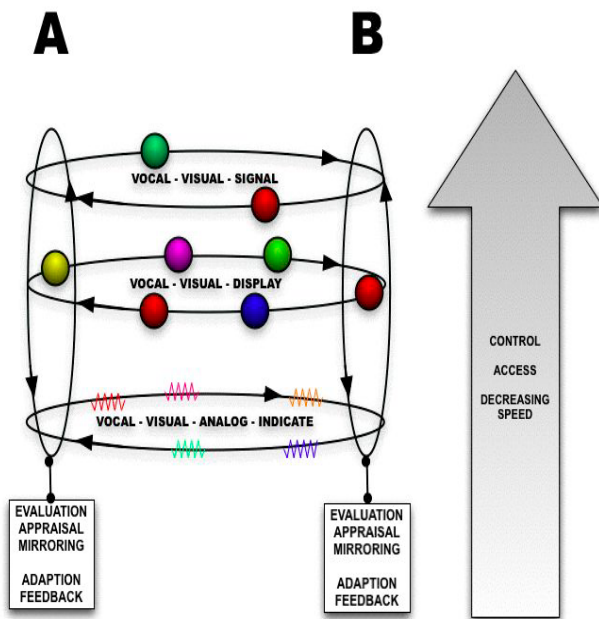 A
B
VOCAL - VISUAL - SIGNAL
VOCAL - VISUAL - DISPLAY
VOCAL - VISUAL - ANALOG - INDICATE
EVALUATION
APPRAISAL
MIRRORING
ADAPTION
FEEDBACK
EVALUATION
APPRAISAL
MIRRORING
ADAPTION
FEEDBACK
CONTROL
ACCESS
DECREASING
SPEED